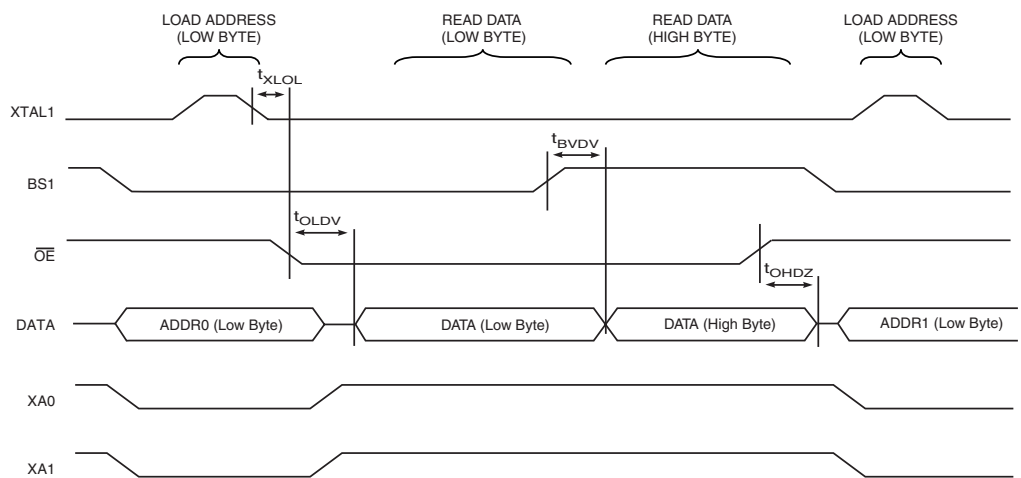 LOAD ADDRESS
(LOW BYTE)
READ DATA
(LOW BYTE)
READ DATA
(HIGH BYTE)
LOAD ADDRESS
(LOW BYTE)
tXLOL
XTAL1
tBVDV
BS1
tOLDV
OE
tOHDZ
DATA
ADDR0 (Low Byte)
DATA (Low Byte)
DATA (High Byte)
ADDR1 (Low Byte)
XA0
XA1